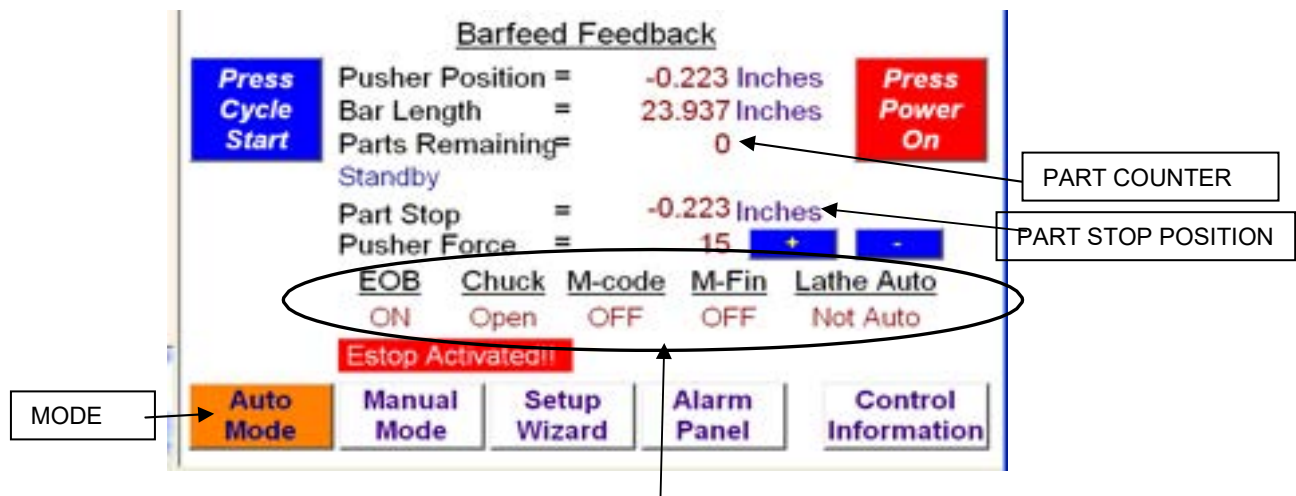 Barfeed Feedback
Press Cycle Start
Pusher Position = -0.223 Inches
Bar Length = 23.937 Inches
Parts Remaining= 0
Press Power On
Standby
Part Stop = -0.223 Inches
Pusher Force = 15 + -
PART COUNTER
PART STOP POSITION
EOB Chuck M-code M-Fin Lathe Auto
ON Open OFF OFF Not Auto
Estop Activated!!
MODE
Auto Mode
Manual Mode
Setup Wizard
Alarm Panel
Control Information